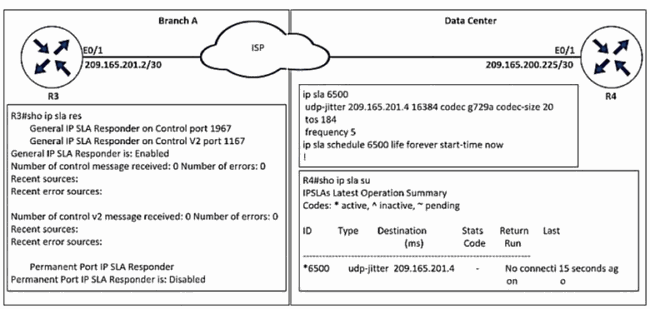 Branch A
Data Center
ISP
E0/1
209.165.201.2/30
R3
E0/1
209.165.200.225/30
R4
R3#sho ip sla res
General IP SLA Responder on Control port 1967
General IP SLA Responder on Control V2 port 1167
General IP SLA Responder is: Enabled
Number of control message received: 0 Number of errors: 0
Recent sources:
Recent error sources:
Number of control v2 message received: 0 Number of errors: 0
Recent sources:
Recent error sources:
Permanent Port IP SLA Responder
Permanent Port IP SLA Responder is: Disabled
ip sla 6500
udp-jitter 209.165.201.4 16384 codec g729a codec-size 20
tos 184
frequency 5
ip sla schedule 6500 life forever start-time now
!
R4#sho ip sla su
IPSLAs Latest Operation Summary
Codes: * active, ^ inactive, ~ pending
ID Type Destination Stats Return Last
(ms) Code Run
------------------------------------------------------------
*6500 udp-jitter 209.165.201.4 - No connecti 15 seconds ag
on o